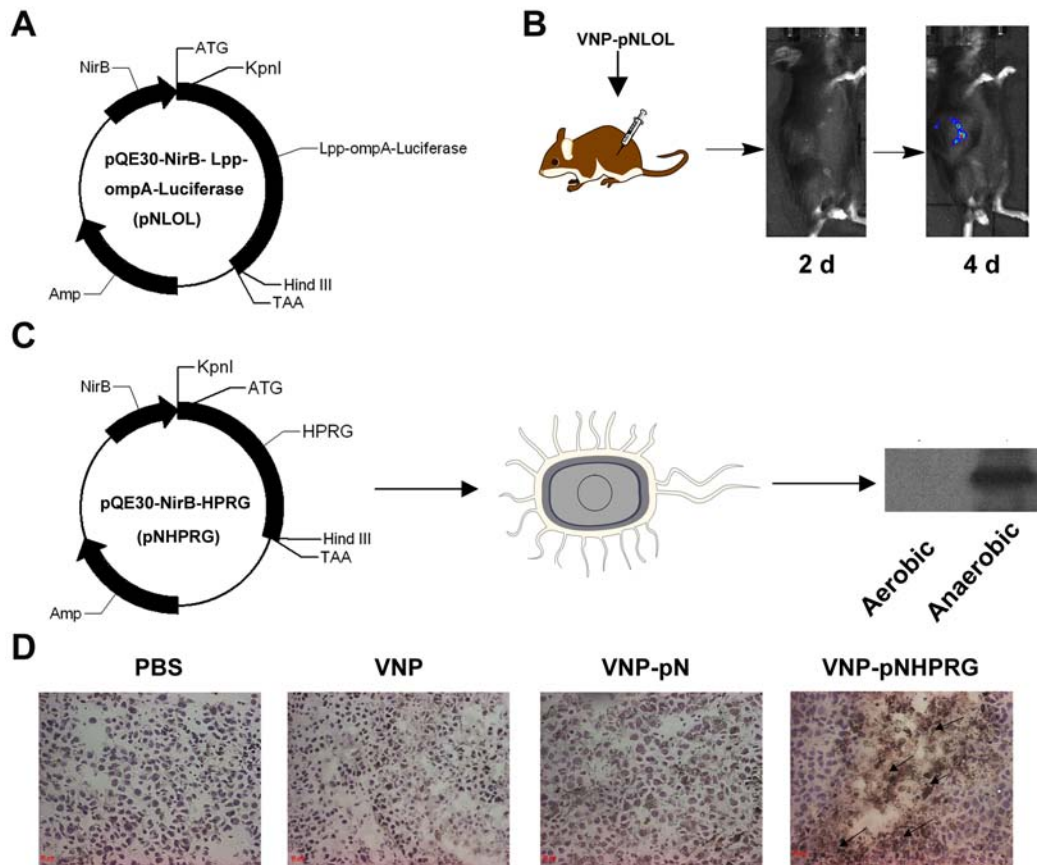 A
ATG
NirB
KpnI
Lpp-ompA-Luciferase
pQE30-NirB- Lpp-
ompA-Luciferase
(pNLOL)
Hind III
TAA
Amp
B
VNP-pNLOL
2 d
4 d
C
KpnI
NirB
ATG
HPRG
pQE30-NirB-HPRG
(pNHPRG)
Hind III
TAA
Amp
Aerobic
Anaerobic
D
PBS
VNP
VNP-pN
VNP-pNHPRG